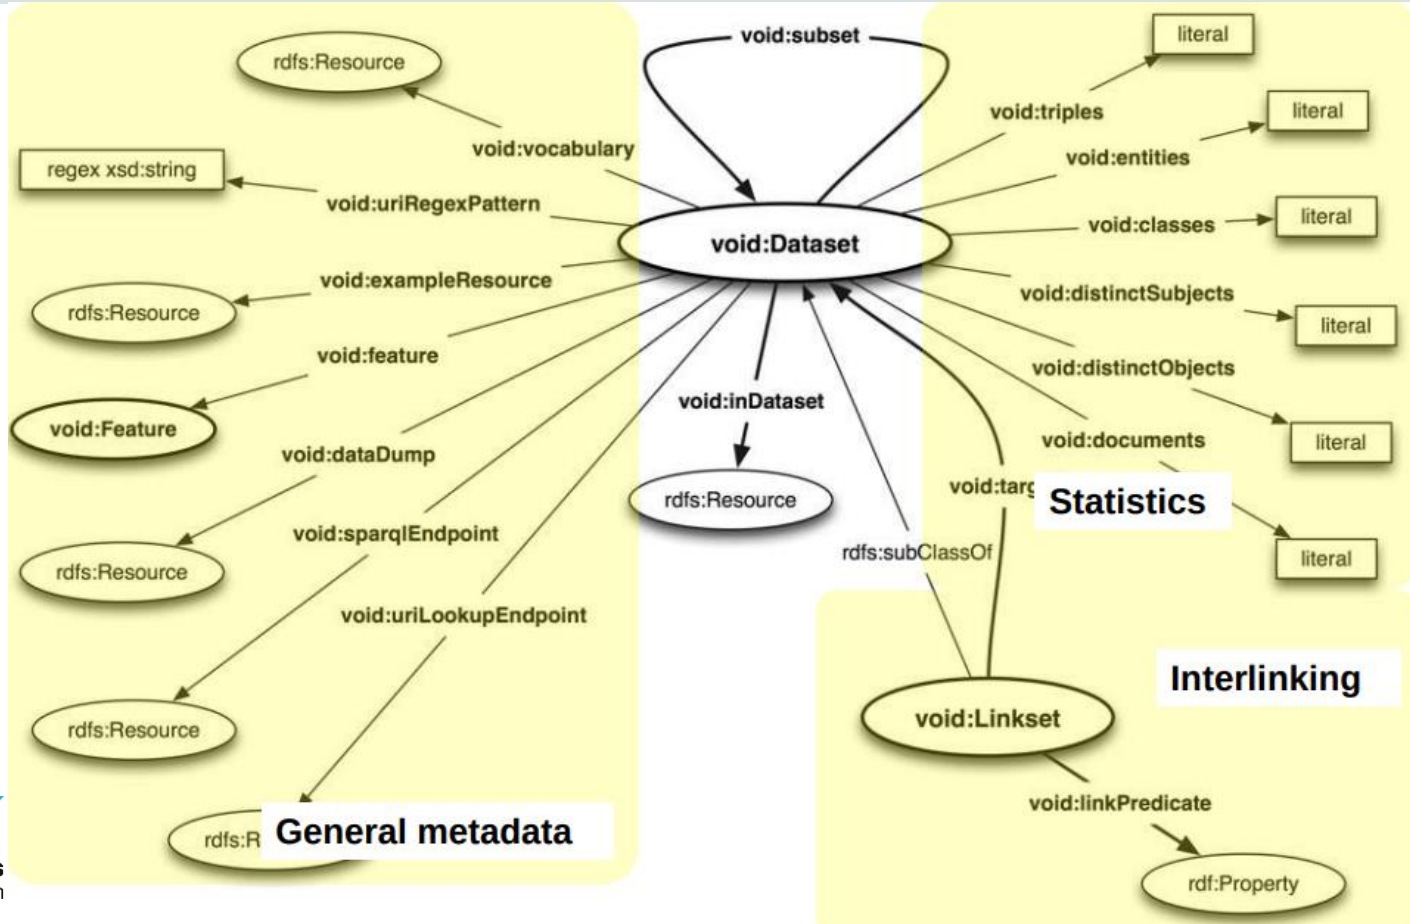 void:subset
literal
rdfs:Resource
void:triples
literal
void:vocabulary
void:entities
regex xsd:string
void:uriRegexPattern
literal
void:classes
void:Dataset
void:exampleResource
void:distinctSubjects
rdfs:Resource
literal
void:feature
void:distinctObjects
void:inDataset
void:Feature
void:documents
literal
void:dataDump
void:targ
Statistics
rdfs:Resource
void:sparqlEndpoint
rdfs:subClassOf
literal
rdfs:Resource
void:uriLookupEndpoint
Interlinking
void:Linkset
rdfs:Resource
void:linkPredicate
rdfs:R
General metadata
rdf:Property